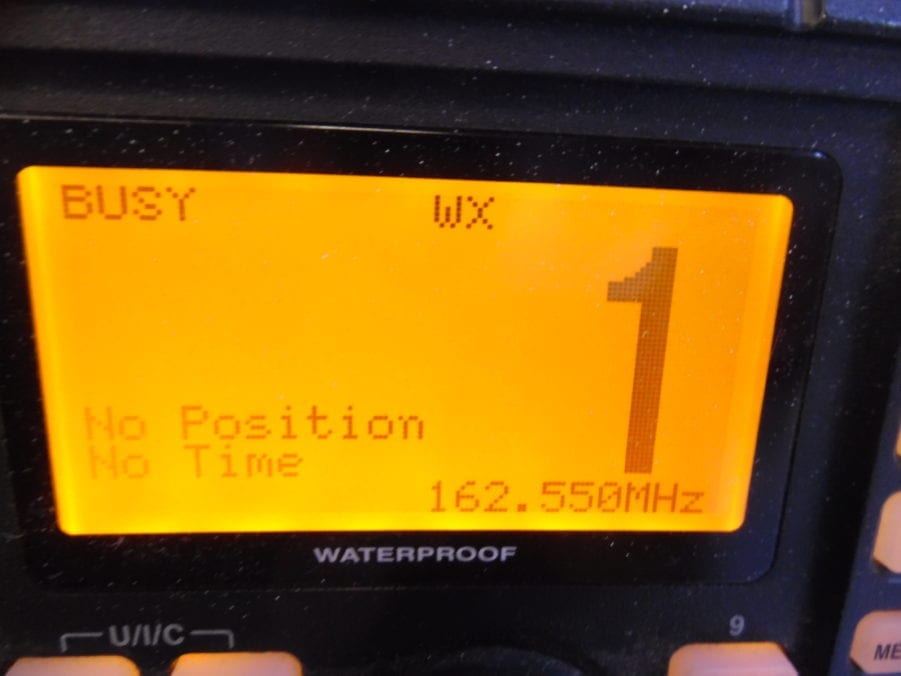 BUSY WX
1
No Position
No Time
162.550MHz
WATERPROOF
U/I/C
9